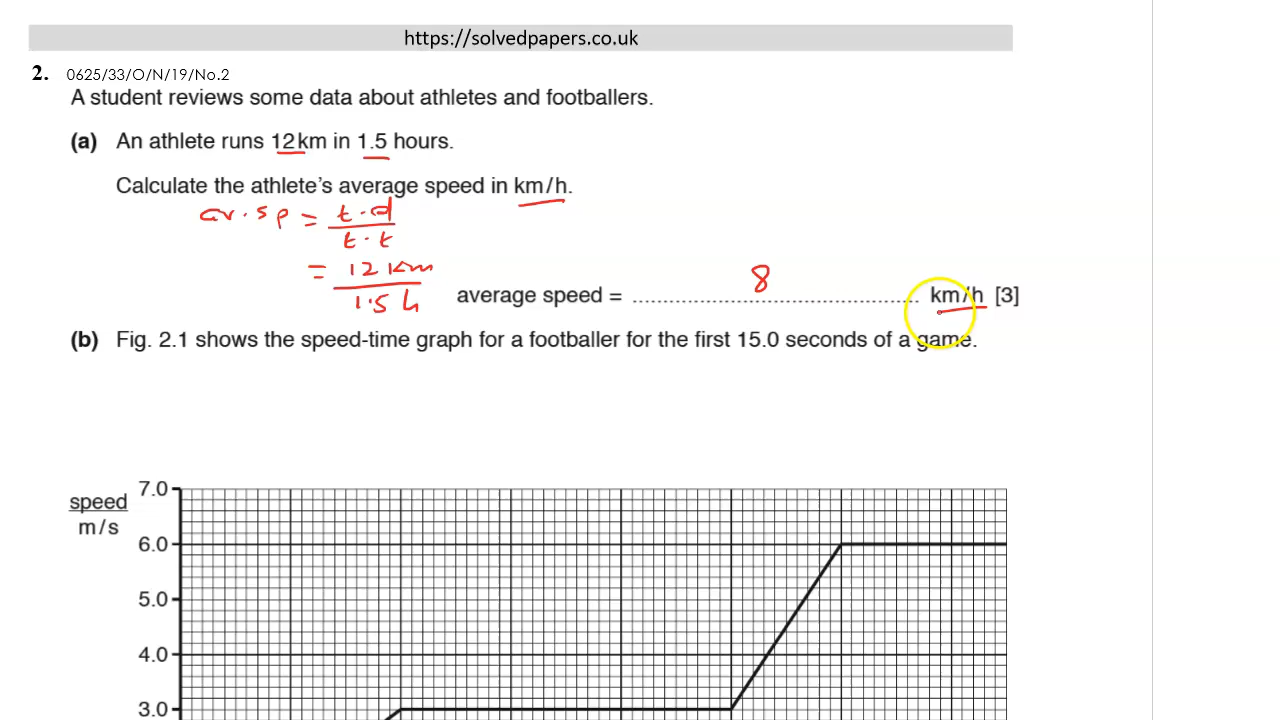 https://solvedpapers.co.uk
2. 0625/33/O/N/19/No.2
A student reviews some data about athletes and footballers.
(a) An athlete runs 12 km in 1.5 hours.
Calculate the athlete's average speed in km/h.
av. sp = t.d / t.t
= 12 km / 1.5 h
average speed = ................ 8 ................ km/h [3]
(b) Fig. 2.1 shows the speed-time graph for a footballer for the first 15.0 seconds of a game.
speed
m/s
7.0
6.0
5.0
4.0
3.0